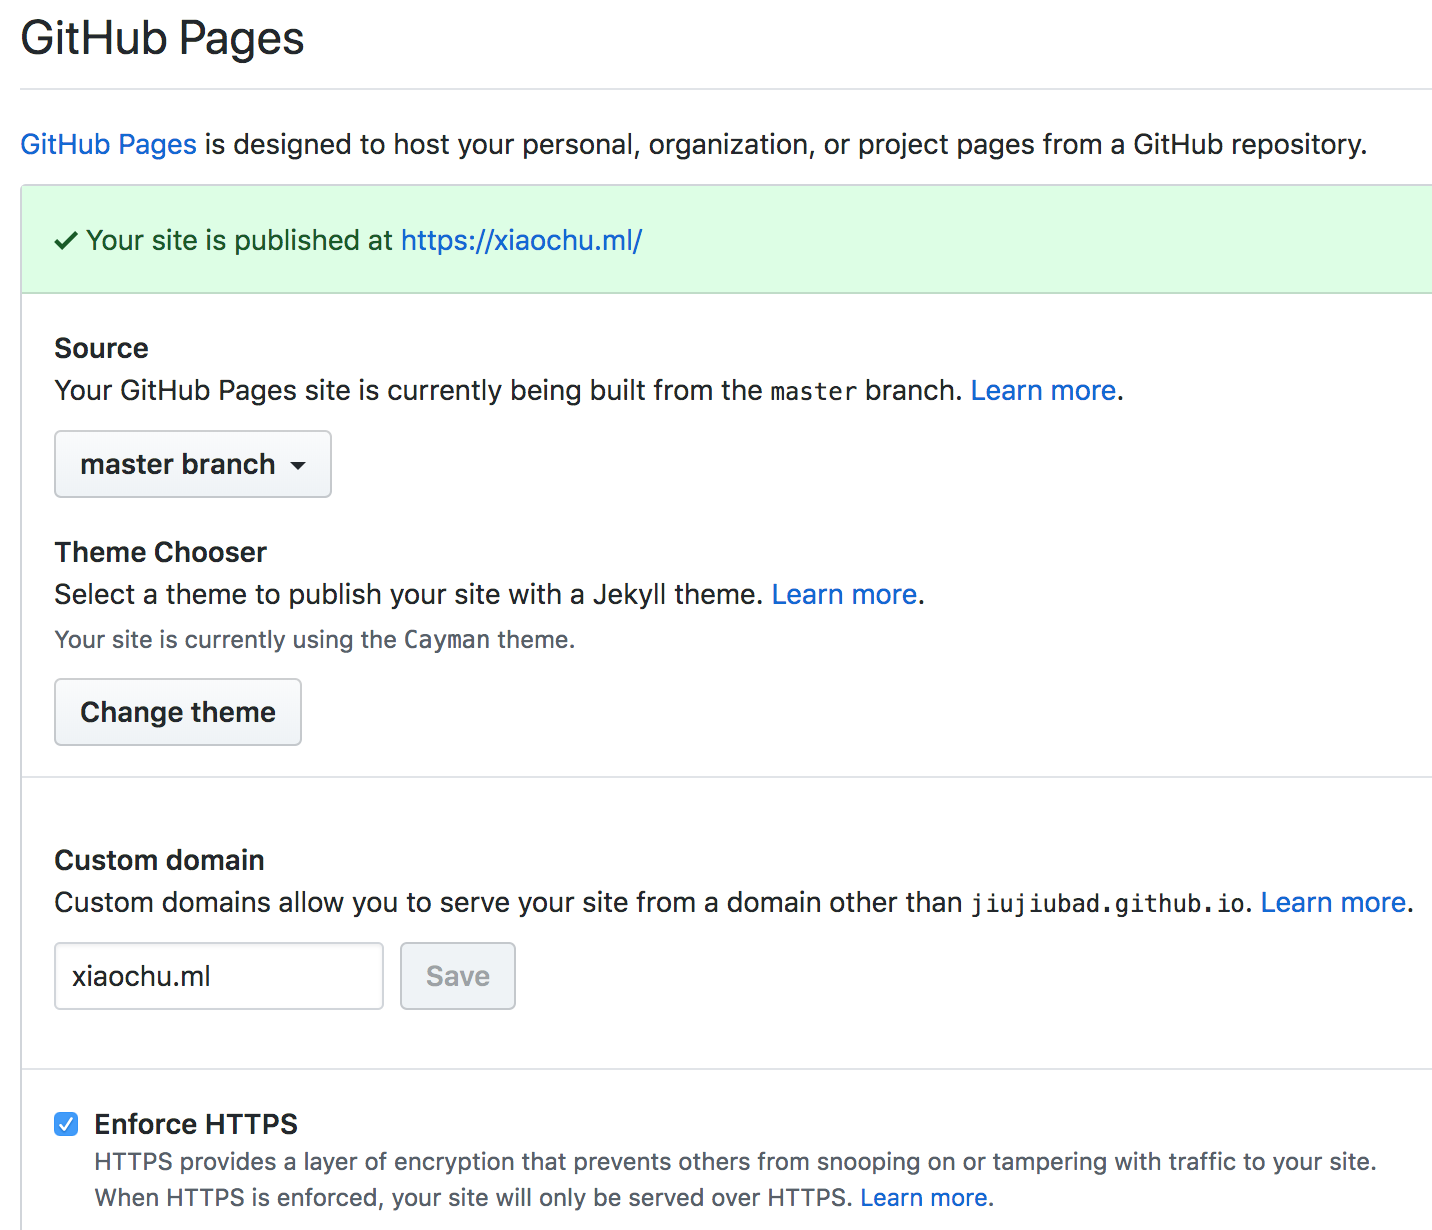 GitHub Pages
GitHub Pages is designed to host your personal, organization, or project pages from a GitHub repository.
Your site is published at https://xiaochu.ml/
Source
Your GitHub Pages site is currently being built from the master branch. Learn more.
master branch
Theme Chooser
Select a theme to publish your site with a Jekyll theme. Learn more.
Your site is currently using the Cayman theme.
Change theme
Custom domain
Custom domains allow you to serve your site from a domain other than jiujiubad.github.io. Learn more.
xiaochu.ml Save
Enforce HTTPS
HTTPS provides a layer of encryption that prevents others from snooping on or tampering with traffic to your site.
When HTTPS is enforced, your site will only be served over HTTPS. Learn more.